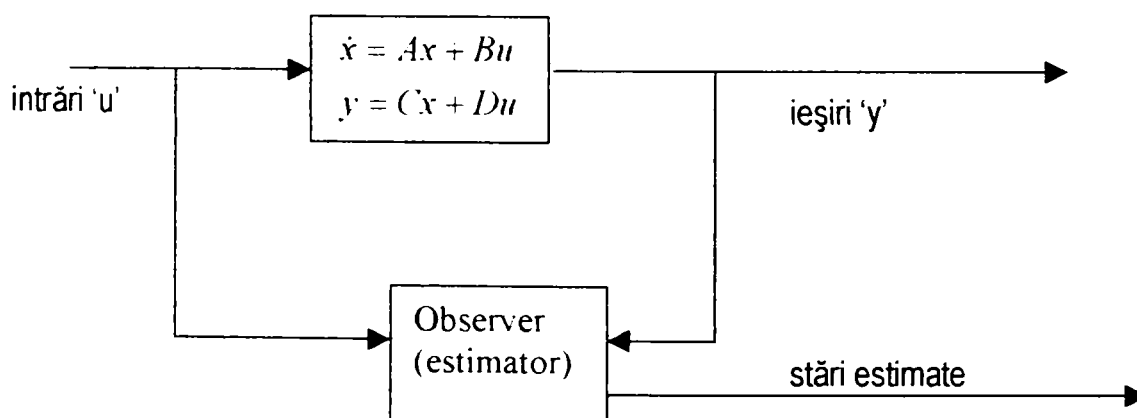 ẋ = Ax + Bu
y = Cx + Du
intrări ‘u’
ieşiri ‘y’
Observer
(estimator)
stări estimate